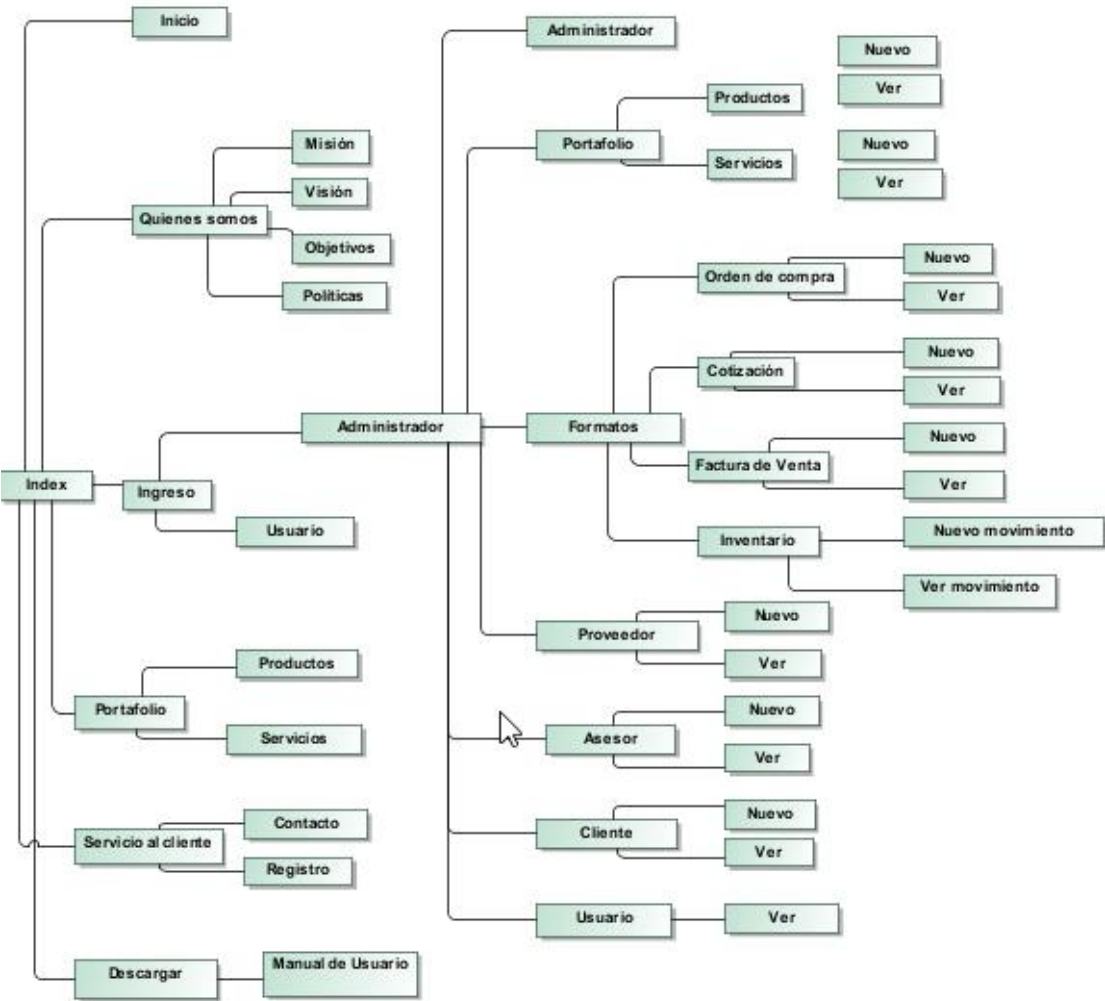 Inicio
Administrador
Nuevo
Ver
Productos
Portafolio
Servicios
Nuevo
Ver
Misión
Visión
Quienes somos
Objetivos
Políticas
Orden de compra
Nuevo
Ver
Cotización
Nuevo
Ver
Administrador
Formatos
Factura de Venta
Nuevo
Ver
Index
Ingreso
Usuario
Inventario
Nuevo movimiento
Ver movimiento
Proveedor
Nuevo
Ver
Productos
Portafolio
Servicios
Asesor
Nuevo
Ver
Contacto
Servicio al cliente
Registro
Cliente
Nuevo
Ver
Usuario
Ver
Descargar
Manual de Usuario